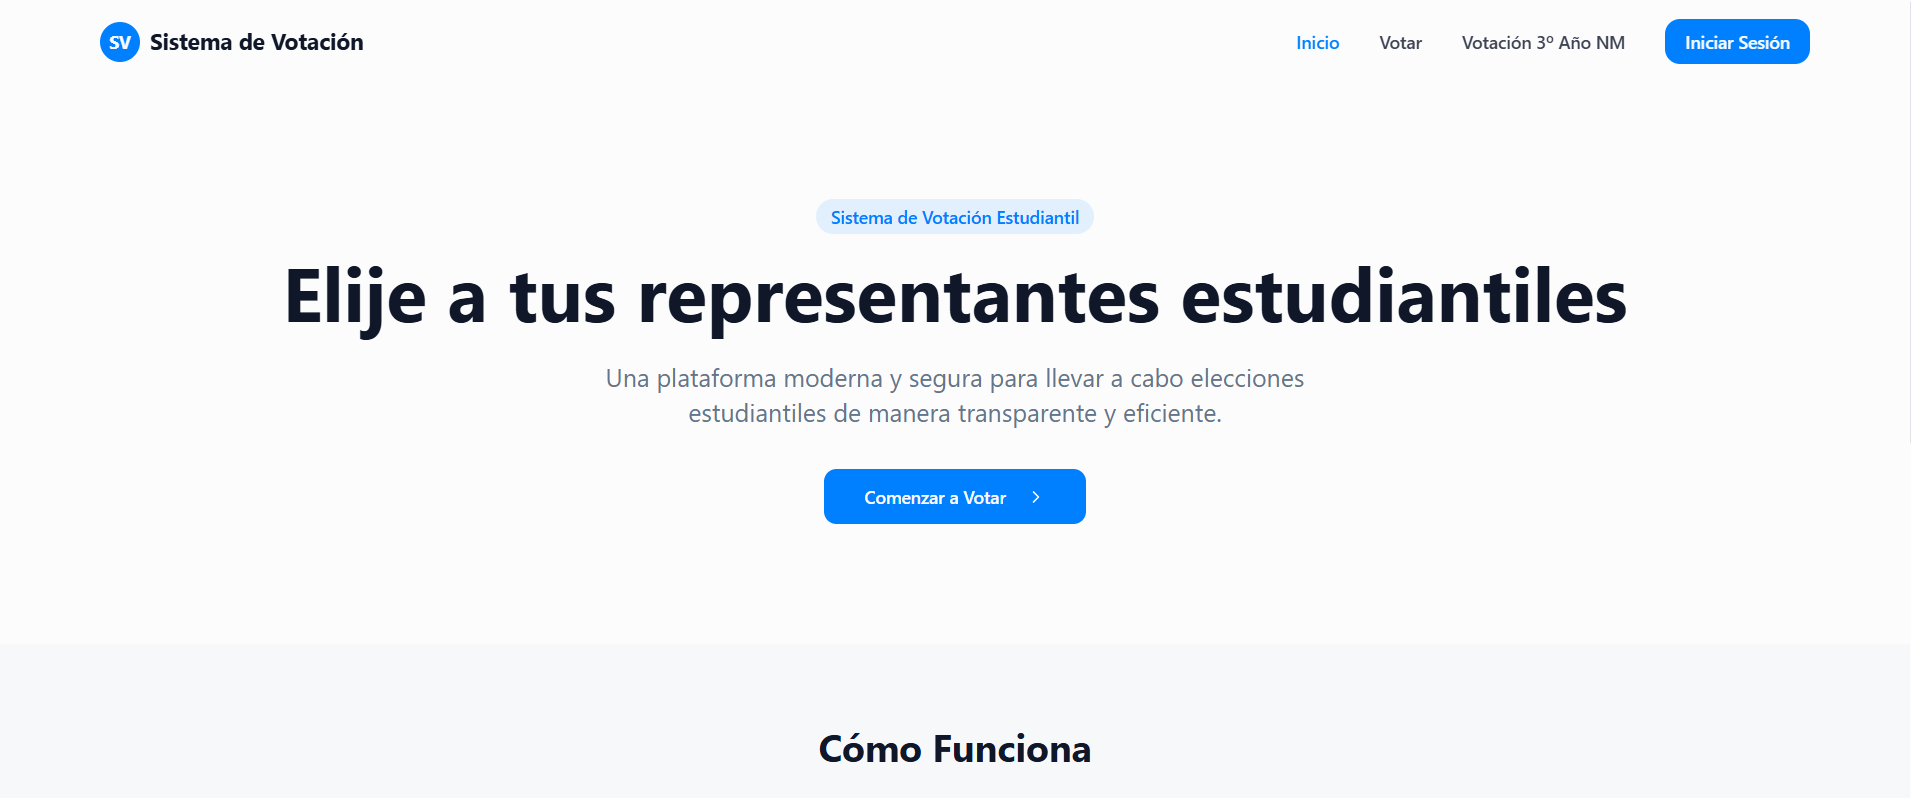 SV Sistema de Votación
Inicio Votar Votación 3º Año NM Iniciar Sesión
Sistema de Votación Estudiantil
Elije a tus representantes estudiantiles
Una plataforma moderna y segura para llevar a cabo elecciones
estudiantiles de manera transparente y eficiente.
Comenzar a Votar
Cómo Funciona